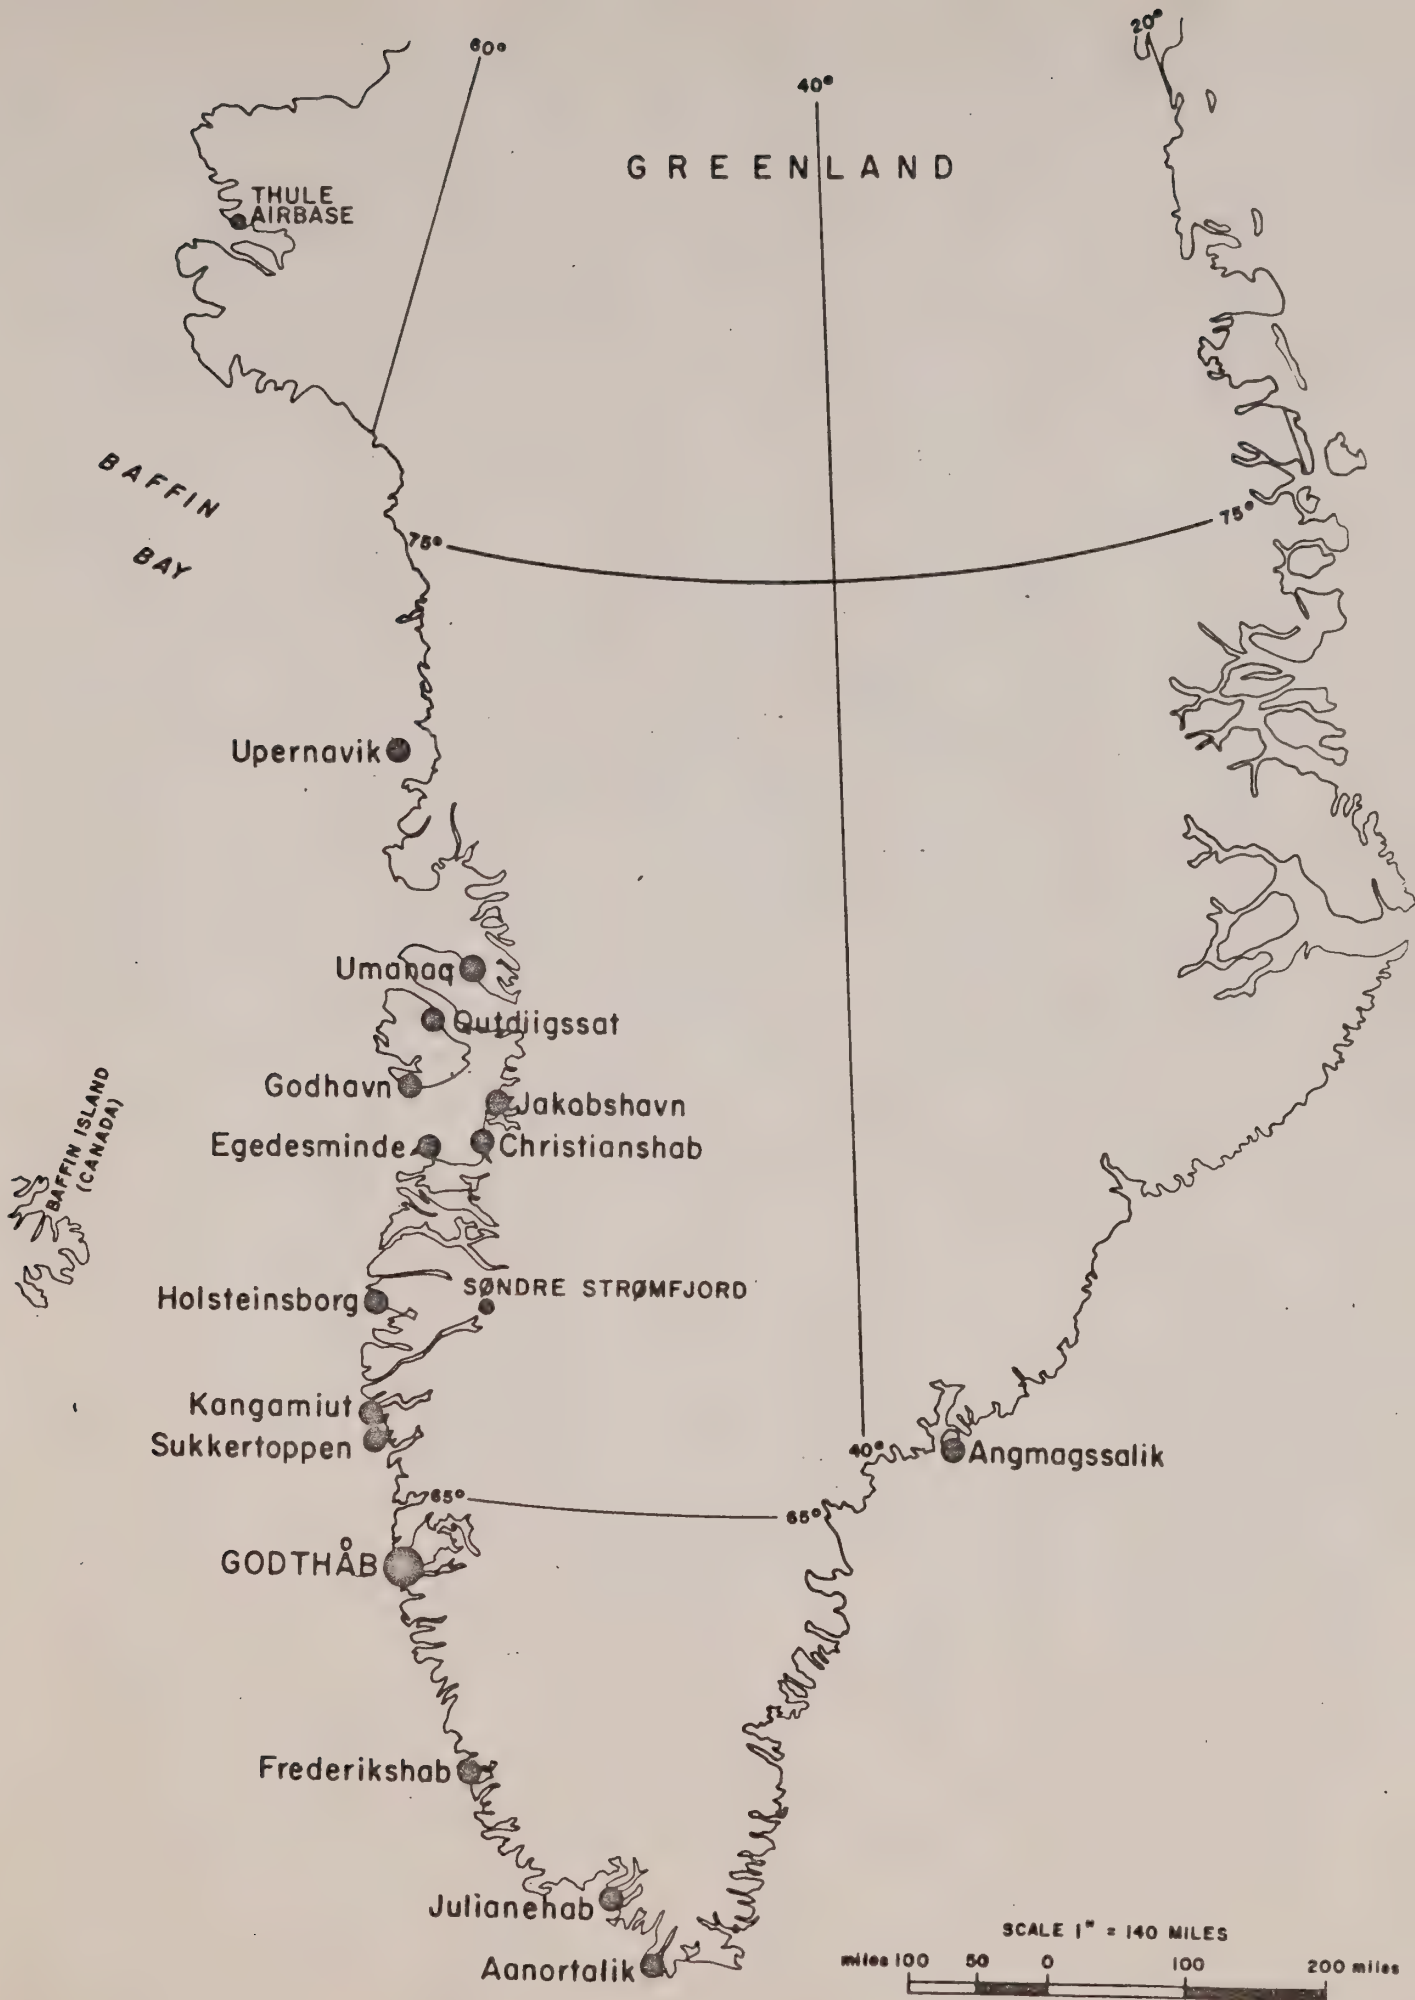 60°
40°
20°
GREENLAND
THULE
AIRBASE
BAFFIN
BAY
75°
75°
Upernavik
Umanaq
Qutdiigssat
Godhavn
Jakobshavn
Egedesminde
Christianshab
BAFFIN ISLAND
(CANADA)
SØNDRE STRØMFJORD
Holsteinsborg
Kangamiut
Sukkertoppen
40°
Angmagssalik
65°
65°
GODTHÅB
Frederikshab
Julianehab
Aanortalik
SCALE 1" = 140 MILES
miles 100 50 0 100 200 miles